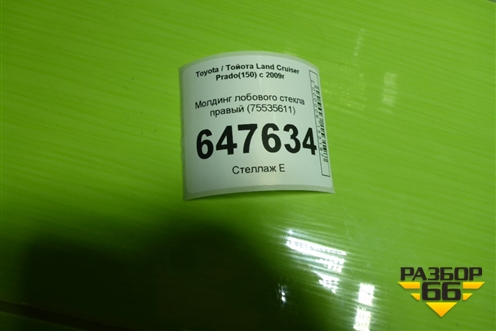 Toyota / Тойота Land Cruiser
Prado(150) с 2009г
Молдинг лобового стекла
правый (75535611)
647634
Стеллаж Е
РАЗБОР
66